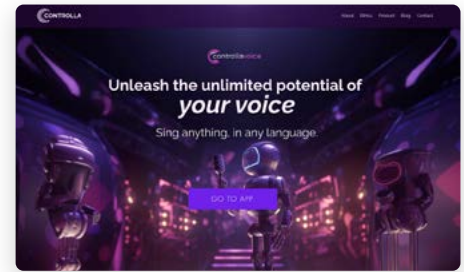 CONTROLLA
Home Demo Present Blog Contact
controllavoice
Unleash the unlimited potential of
your voice
Sing anything, in any language.
GO TO APP